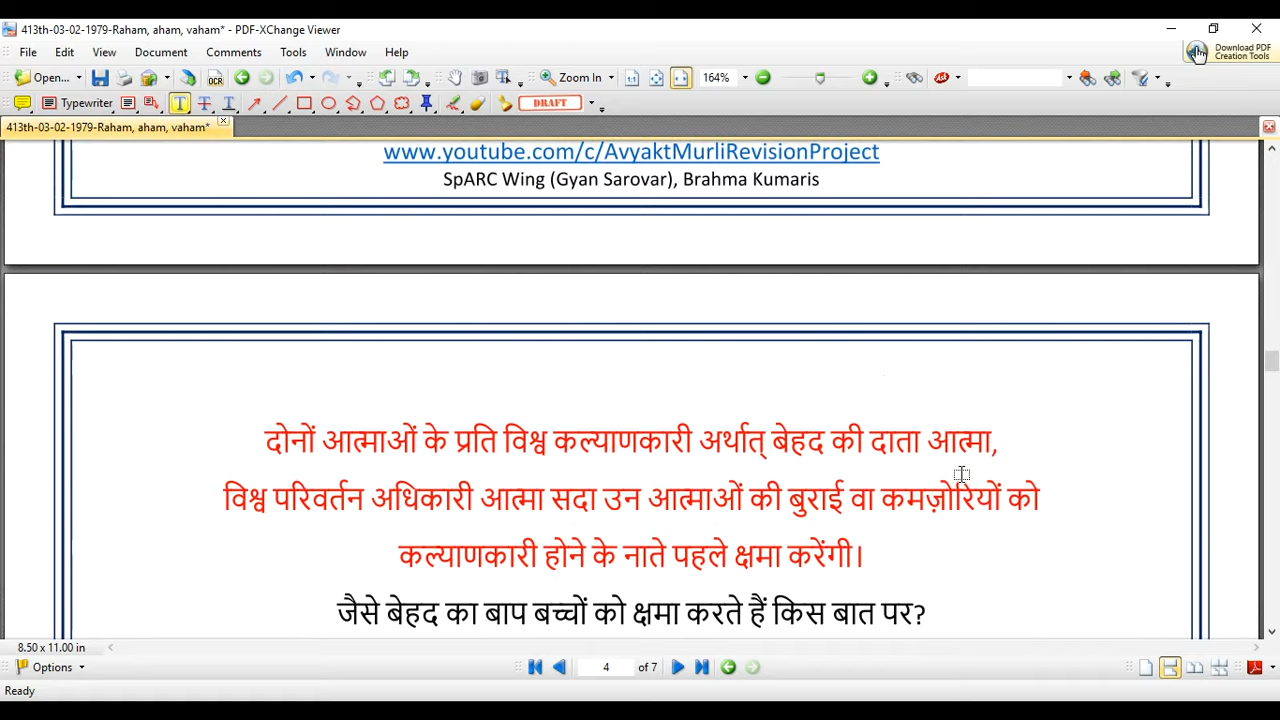 413th-03-02-1979-Raham, aham, vaham* - PDF-XChange Viewer
File Edit View Document Comments Tools Window Help
Download PDF
Creation Tools
Open... OCR Zoom In 164%
Typewriter DRAFT
413th-03-02-1979-Raham, aham, vaham*
www.youtube.com/c/AvyaktMurliRevisionProject
SpARC Wing (Gyan Sarovar), Brahma Kumaris
दोनों आत्माओं के प्रति विश्व कल्याणकारी अर्थात् बेहद की दाता आत्मा,
विश्व परिवर्तन अधिकारी आत्मा सदा उन आत्माओं की बुराई वा कमज़ोरियों को
कल्याणकारी होने के नाते पहले क्षमा करेंगी।
जैसे बेहद का बाप बच्चों को क्षमा करते हैं किस बात पर?
8.50 x 11.00 in
Options 4 of 7
Ready